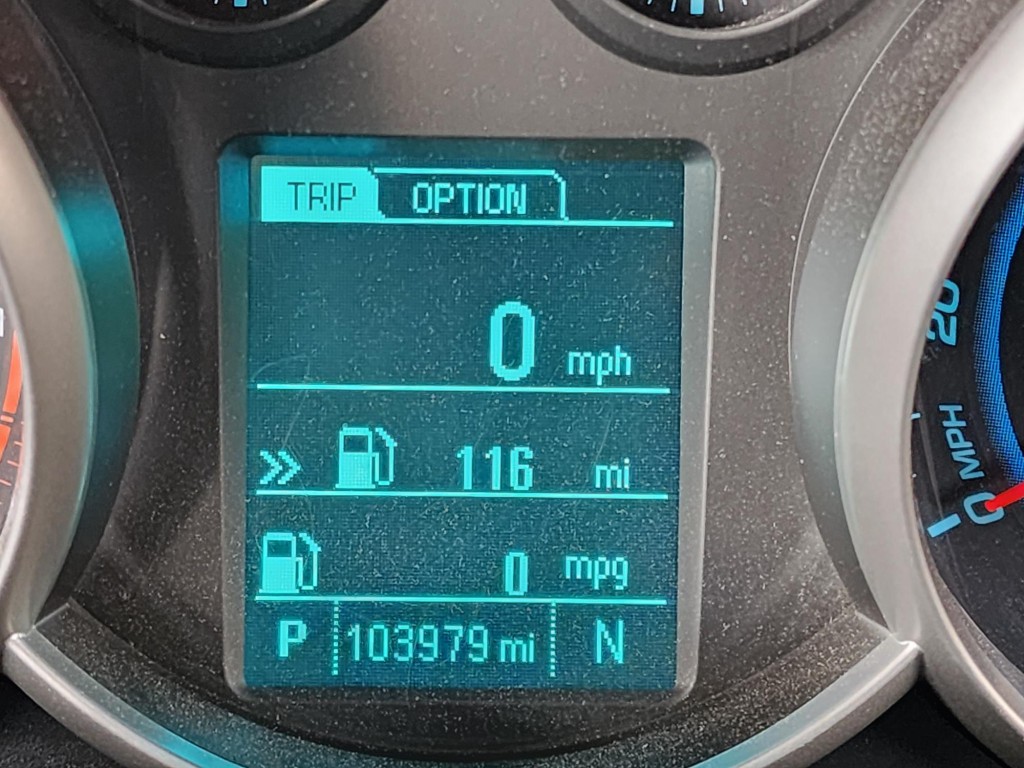 TRIP OPTION
0 mph
116 mi
0 mpg
P 103979 mi N
20
0 MPH